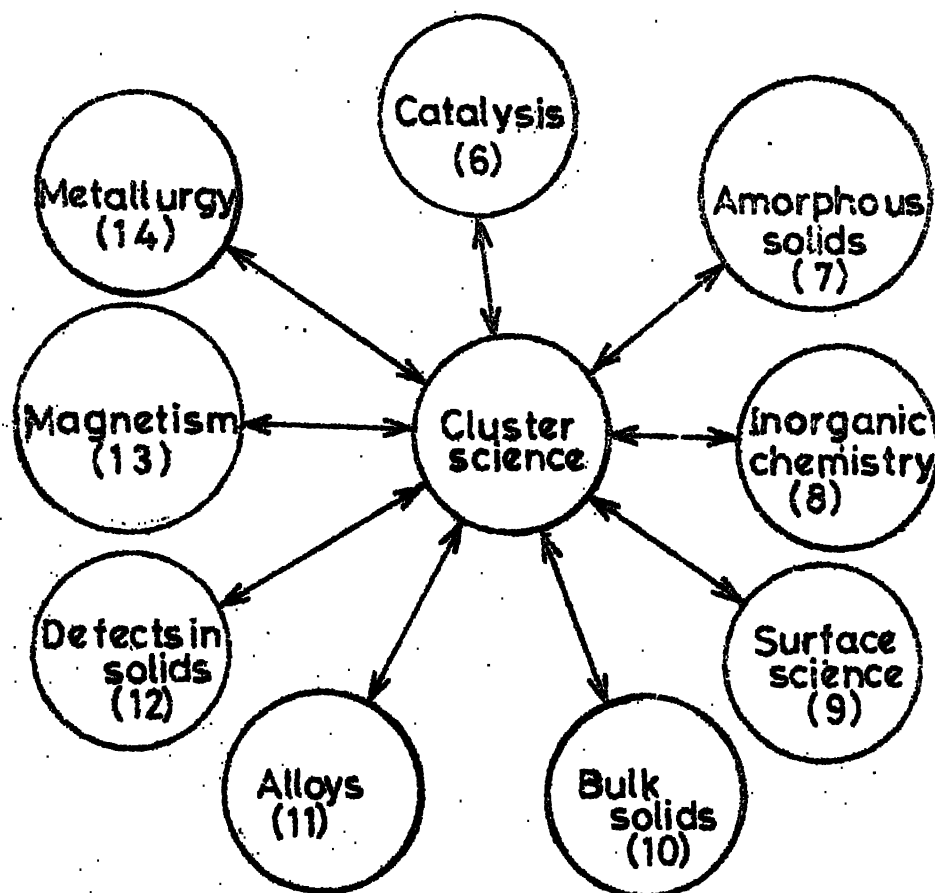 Catalysis
(6)
Metallurgy
(14)
Amorphous
solids
(7)
Magnetism
(13)
Cluster
science
Inorganic
chemistry
(8)
Defects in
solids
(12)
Surface
science
(9)
Alloys
(11)
Bulk
solids
(10)